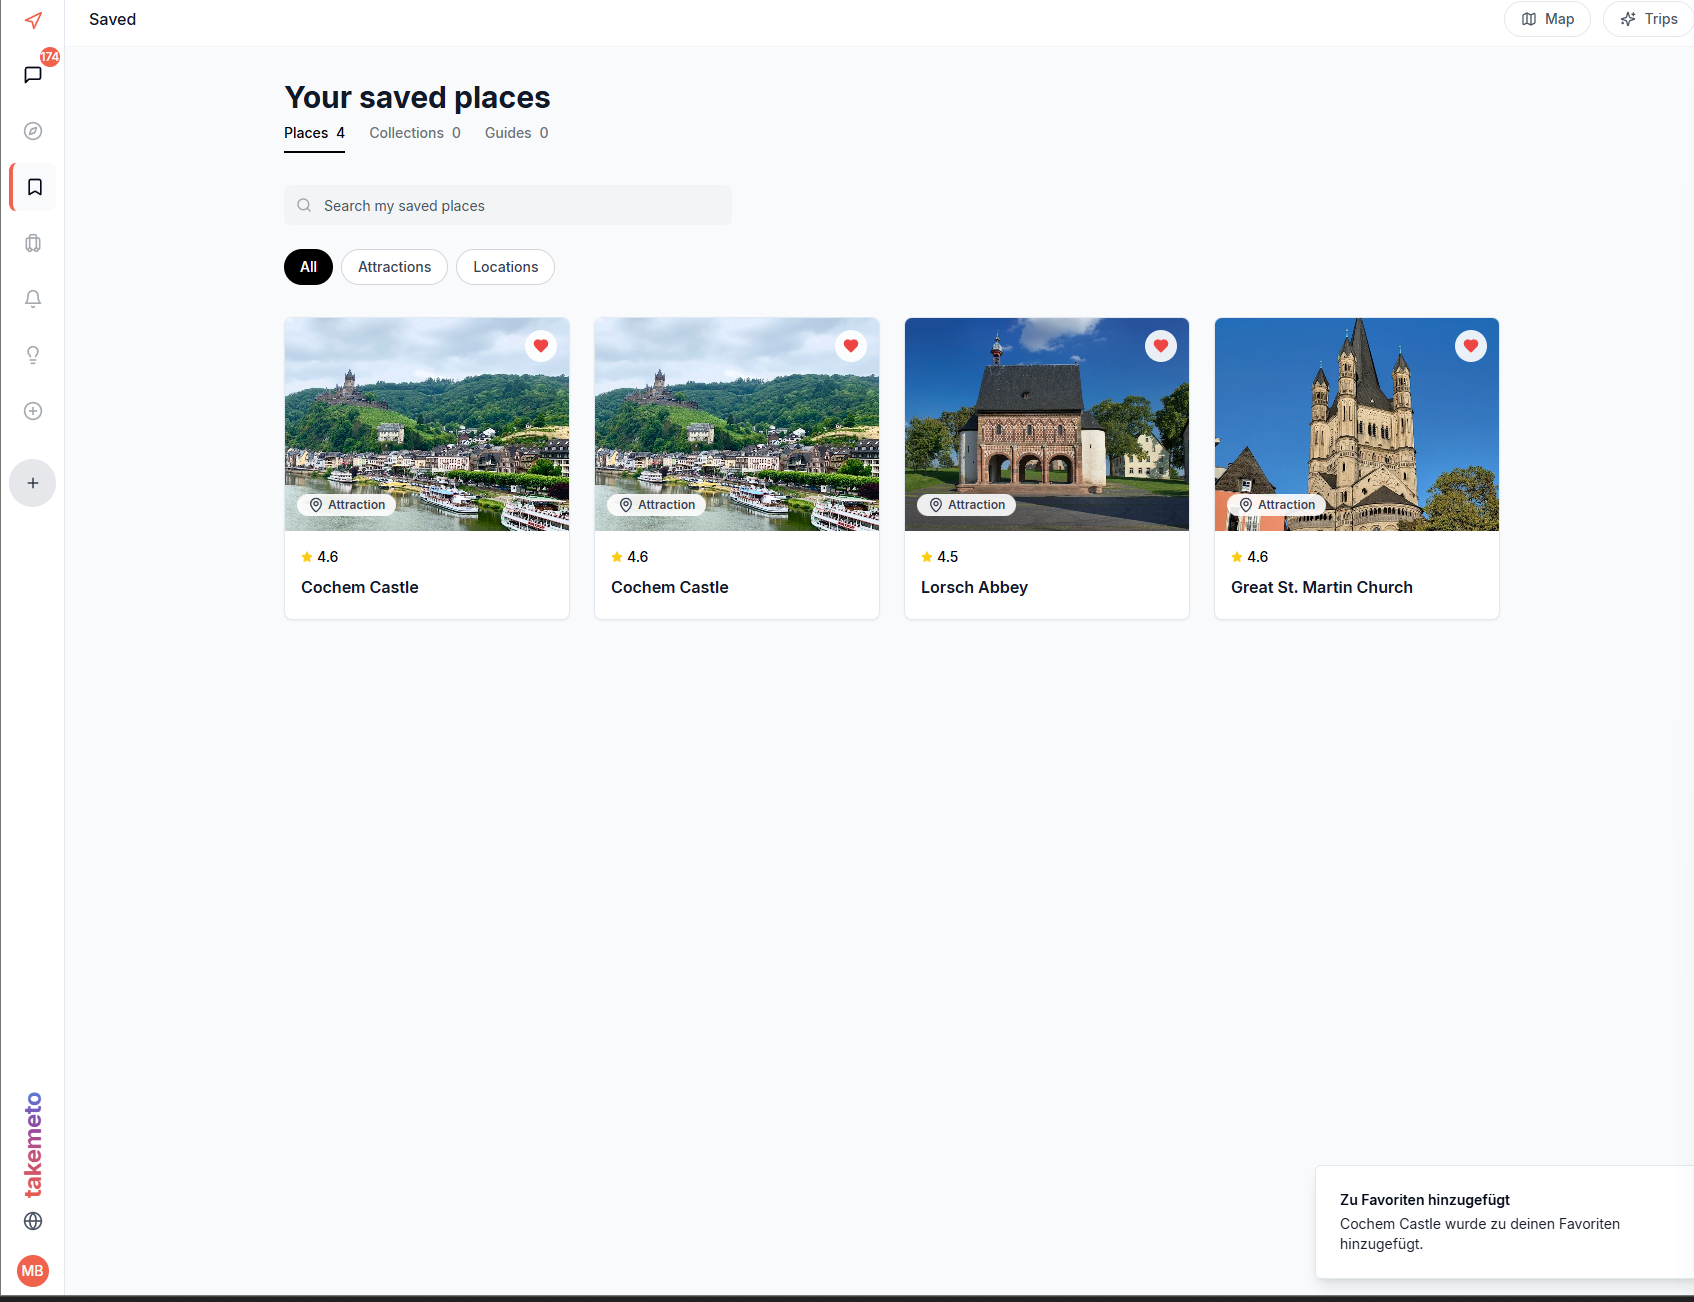 Saved
Map
Trips
174
Your saved places
Places 4
Collections 0
Guides 0
Search my saved places
All
Attractions
Locations
Attraction
4.6
Cochem Castle
Attraction
4.6
Cochem Castle
Attraction
4.5
Lorsch Abbey
Attraction
4.6
Great St. Martin Church
takemeto
MB
Zu Favoriten hinzugefügt
Cochem Castle wurde zu deinen Favoriten
hinzugefügt.